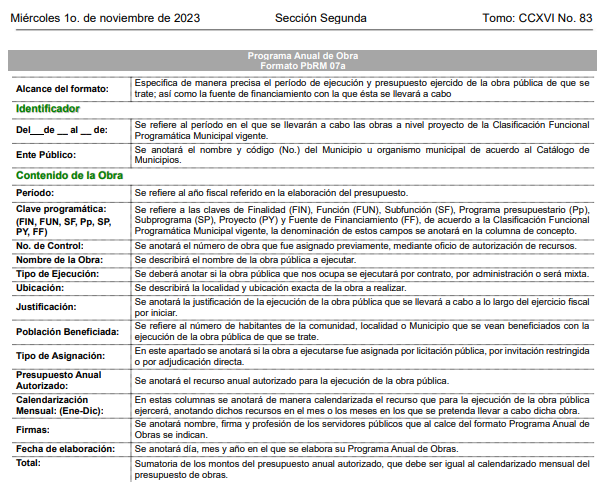 Miércoles 1o. de noviembre de 2023 Sección Segunda Tomo: CCXVI No. 83
Programa Anual de Obra
Formato PbRM 07a
Alcance del formato: Especifica de manera precisa el período de ejecución y presupuesto ejercido de la obra pública de que se
trate; así como la fuente de financiamiento con la que ésta se llevará a cabo
Identificador
Del___de __ al __ de: Se refiere al período en el que se llevarán a cabo las obras a nivel proyecto de la Clasificación Funcional
Programática Municipal vigente.
Ente Público: Se anotará el nombre y código (No.) del Municipio u organismo municipal de acuerdo al Catálogo de
Municipios.
Contenido de la Obra
Período: Se refiere al año fiscal referido en la elaboración del presupuesto.
Clave programática: Se refiere a las claves de Finalidad (FIN), Función (FUN), Subfunción (SF), Programa presupuestario (Pp),
(FIN, FUN, SF, Pp, SP, Subprograma (SP), Proyecto (PY) y Fuente de Financiamiento (FF), de acuerdo a la Clasificación Funcional
PY, FF) Programática Municipal vigente, la denominación de estos campos se anotará en la columna de concepto.
No. de Control: Se anotará el número de obra que fue asignado previamente, mediante oficio de autorización de recursos.
Nombre de la Obra: Se describirá el nombre de la obra pública a ejecutar.
Tipo de Ejecución: Se deberá anotar si la obra pública que nos ocupa se ejecutará por contrato, por administración o será mixta.
Ubicación: Se describirá la localidad y ubicación exacta de la obra a realizar.
Justificación: Se anotará la justificación de la ejecución de la obra pública que se llevará a cabo a lo largo del ejercicio fiscal
por iniciar.
Población Beneficiada: Se refiere al número de habitantes de la comunidad, localidad o Municipio que se vean beneficiados con la
ejecución de la obra pública de que se trate.
Tipo de Asignación: En este apartado se anotará si la obra a ejecutarse fue asignada por licitación pública, por invitación restringida
o por adjudicación directa.
Presupuesto Anual
Autorizado: Se anotará el recurso anual autorizado para la ejecución de la obra pública.
Calendarización En estas columnas se anotará de manera calendarizada el recurso que para la ejecución de la obra pública
Mensual: (Ene-Dic): ejercerá, anotando dichos recursos en el mes o los meses en los que se pretenda llevar a cabo dicha obra.
Firmas: Se anotará nombre, firma y profesión de los servidores públicos que al calce del formato Programa Anual de
Obras se indican.
Fecha de elaboración: Se anotará día, mes y año en el que se elabora su Programa Anual de Obras.
Total: Sumatoria de los montos del presupuesto anual autorizado, que debe ser igual al calendarizado mensual del
presupuesto de obras.